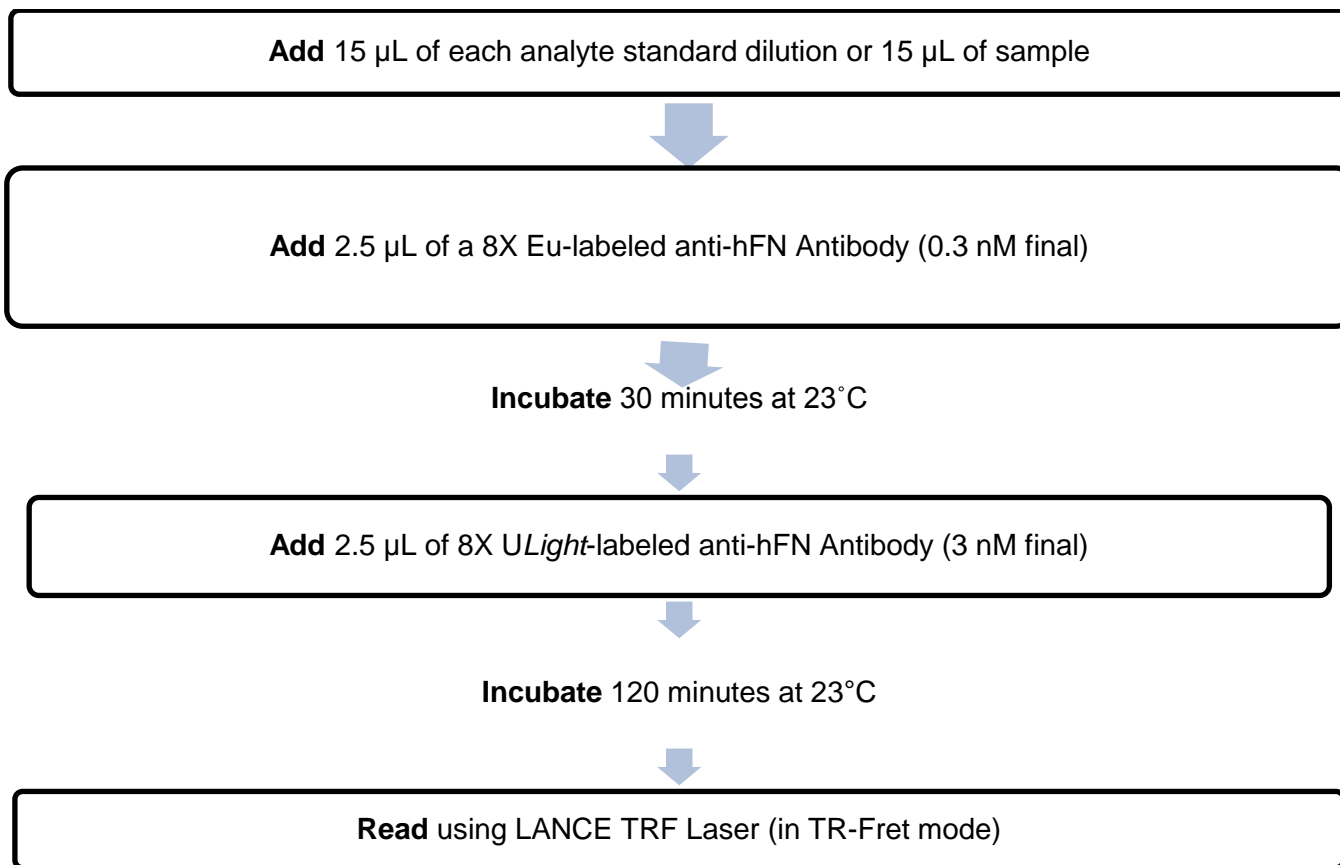 Add 15 µL of each analyte standard dilution or 15 µL of sample
Add 2.5 µL of a 8X Eu-labeled anti-hFN Antibody (0.3 nM final)
Incubate 30 minutes at 23˚C
Add 2.5 µL of 8X ULight-labeled anti-hFN Antibody (3 nM final)
Incubate 120 minutes at 23°C
Read using LANCE TRF Laser (in TR-Fret mode)